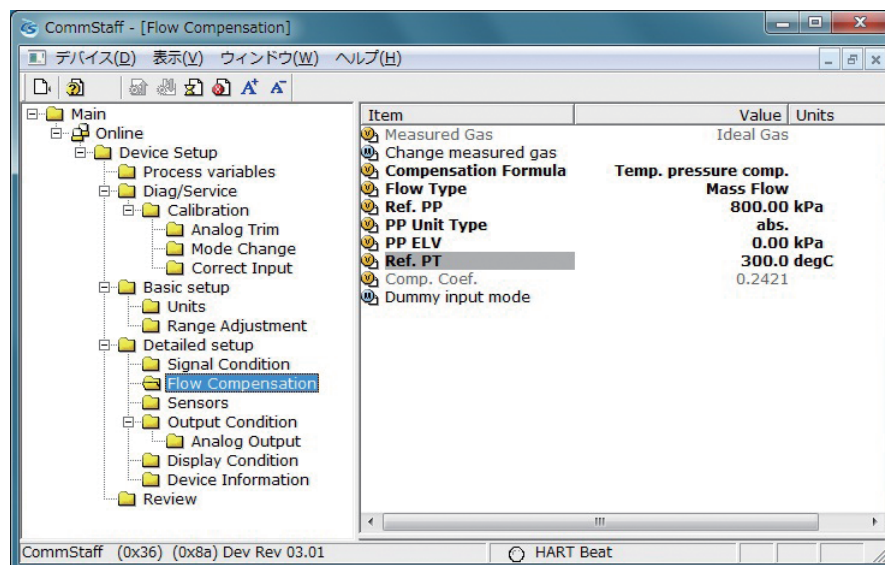 CommStaff - [Flow Compensation]
デバイス(D) 表示(V) ウィンドウ(W) ヘルプ(H)
Main
Online
Device Setup
Process variables
Diag/Service
Calibration
Analog Trim
Mode Change
Correct Input
Basic setup
Units
Range Adjustment
Detailed setup
Signal Condition
Flow Compensation
Sensors
Output Condition
Analog Output
Display Condition
Device Information
Review
Item Value Units
Measured Gas Ideal Gas
Change measured gas
Compensation Formula Temp. pressure comp.
Flow Type Mass Flow
Ref. PP 800.00 kPa
PP Unit Type abs.
PP ELV 0.00 kPa
Ref. PT 300.0 degC
Comp. Coef. 0.2421
Dummy input mode
CommStaff (0x36) (0x8a) Dev Rev 03.01 HART Beat